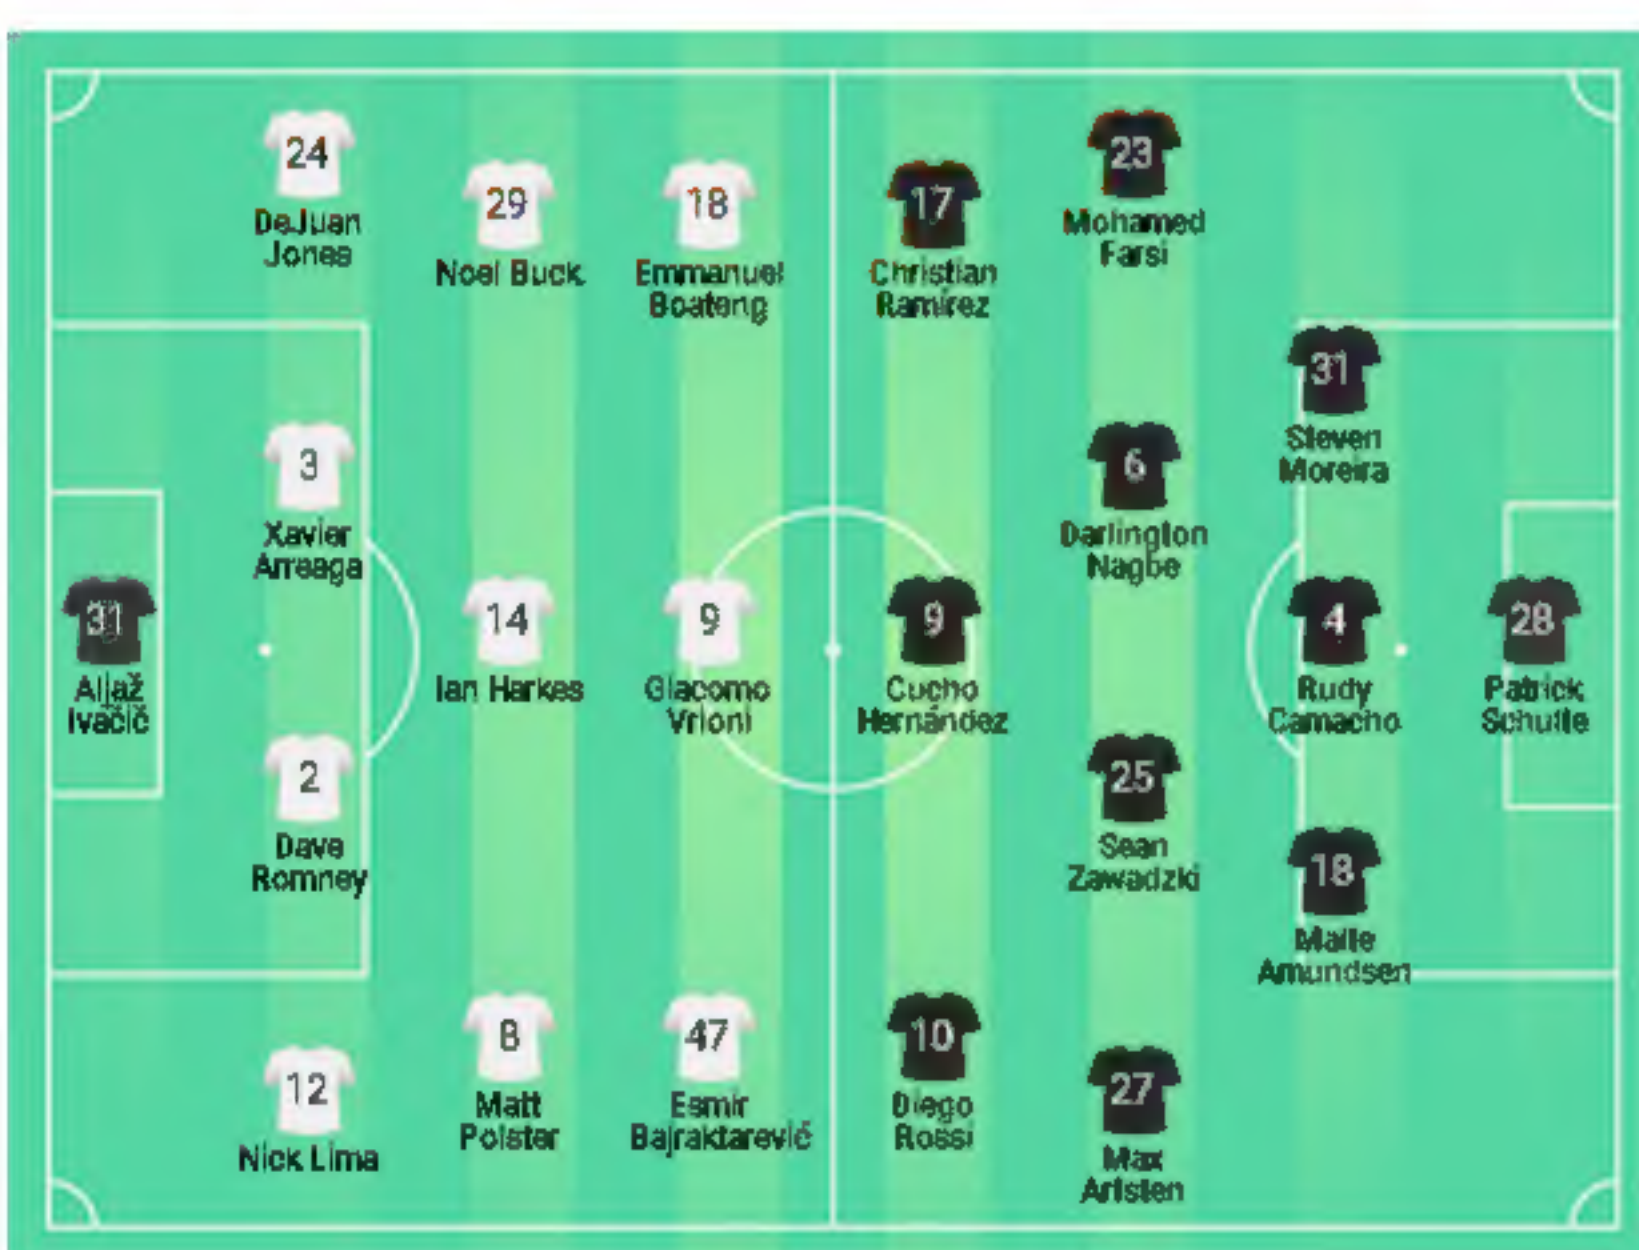 24
DeJuan
Jones
29
Noel Buck
18
Emmanuel
Boateng
17
Christian
Ramírez
23
Mohamed
Farsi
31
Steven
Moreira
3
Xavier
Arreaga
6
Darlington
Nagbe
31
Aljaž
Ivačič
14
Ian Harkes
9
Giacomo
Vrioni
9
Cucho
Hernández
4
Rudy
Camacho
28
Patrick
Schulte
2
Dave
Romney
25
Sean
Zawadzki
18
Malte
Amundsen
12
Nick Lima
8
Matt
Polster
47
Esmir
Bajraktarević
10
Diego
Rossi
27
Max
Arfsten